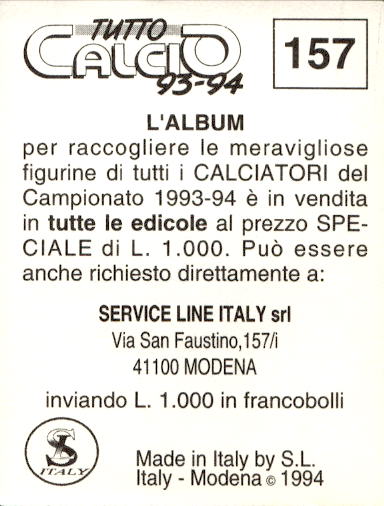 TUTTO
CALCIO
93-94
157
L'ALBUM
per raccogliere le meravigliose
figurine di tutti i CALCIATORI del
Campionato 1993-94 è in vendita
in tutte le edicole al prezzo SPE-
CIALE di L. 1.000. Può essere
anche richiesto direttamente a:
SERVICE LINE ITALY srl
Via San Faustino,157/i
41100 MODENA
inviando L. 1.000 in francobolli
SL
ITALY
Made in Italy by S.L.
Italy - Modena © 1994